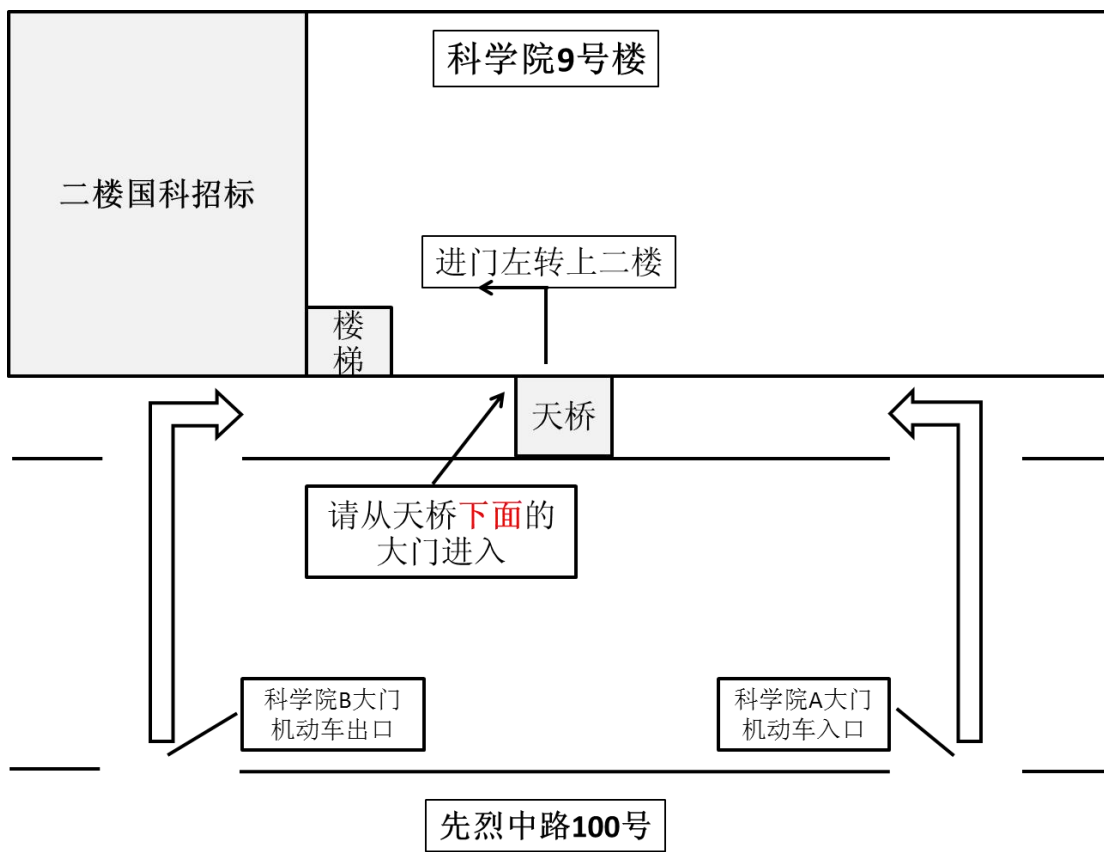 科学院9号楼
二楼国科招标
进门左转上二楼
楼
梯
天桥
请从天桥下面的
大门进入
科学院B大门
机动车出口
科学院A大门
机动车入口
先烈中路100号